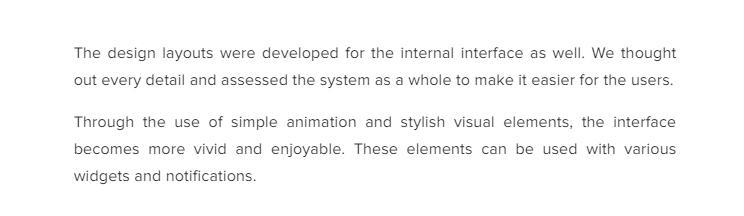 The design layouts were developed for the internal interface as well. We thought
out every detail and assessed the system as a whole to make it easier for the users.
Through the use of simple animation and stylish visual elements, the interface
becomes more vivid and enjoyable. These elements can be used with various
widgets and notifications.